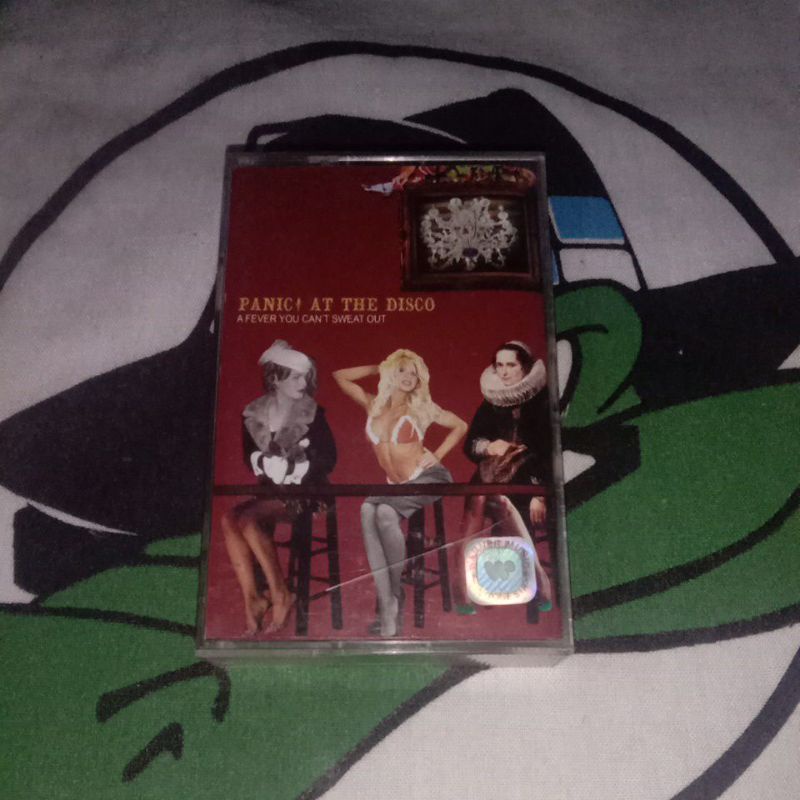 PANIC! AT THE DISCO
A FEVER YOU CAN'T SWEAT OUT